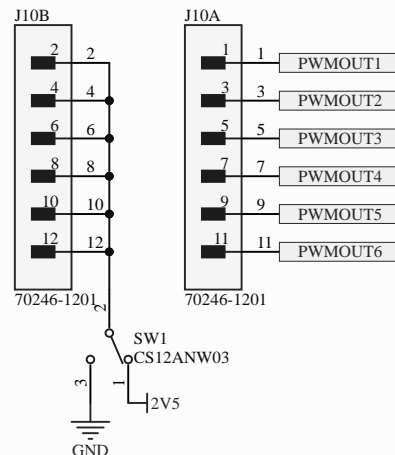 J10B J10A
2 2 1 1 PWMOUT1
4 4 3 3 PWMOUT2
6 6 5 5 PWMOUT3
8 8 7 7 PWMOUT4
10 10 9 9 PWMOUT5
12 12 11 11 PWMOUT6
70246-1201 70246-1201
2
SW1
CS12ANW03
3 1
2V5
GND